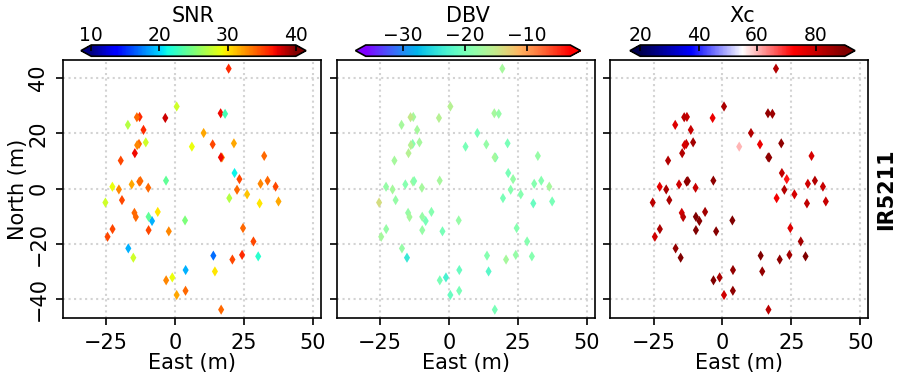 SNR DBV Xc
10 20 30 40 −30 −20 −10 20 40 60 80
40
20
0
−20
−40
North (m)
−25 0 25 50 −25 0 25 50 −25 0 25 50
East (m) East (m) East (m)
IR5211